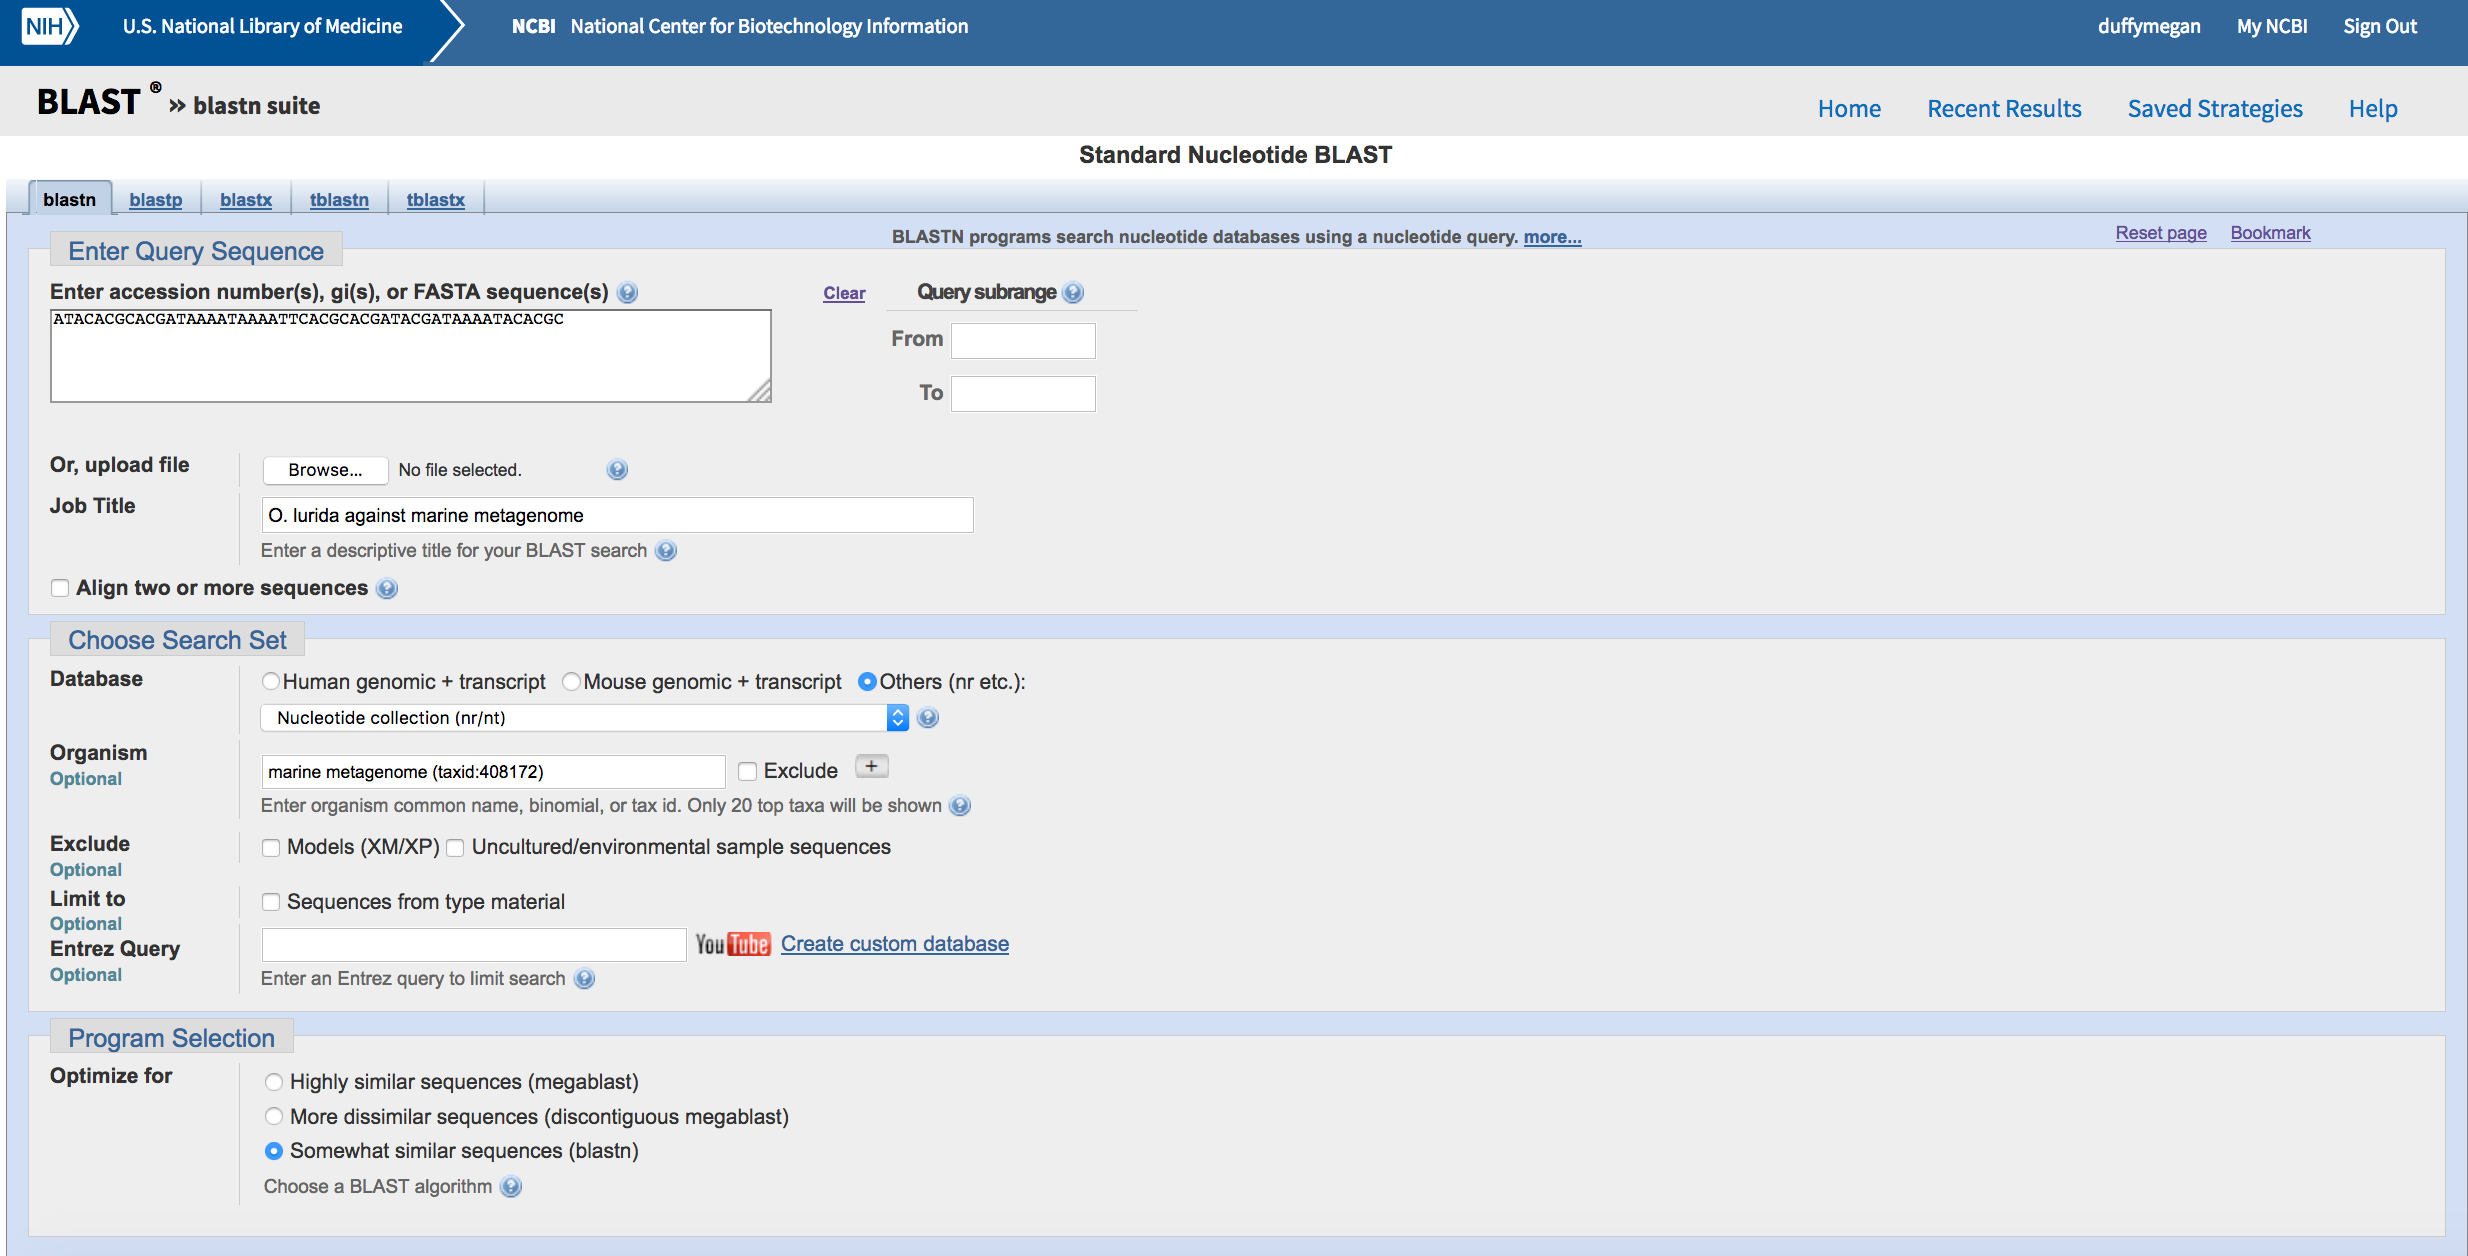 NIH U.S. National Library of Medicine NCBI National Center for Biotechnology Information duffymegan My NCBI Sign Out
BLAST ® » blastn suite Home Recent Results Saved Strategies Help
Standard Nucleotide BLAST
blastn blastp blastx tblastn tblastx
BLASTN programs search nucleotide databases using a nucleotide query. more... Reset page Bookmark
Enter Query Sequence
Enter accession number(s), gi(s), or FASTA sequence(s) Clear Query subrange
ATACACGCACGATAAAATAAAATTCACGCACGATACGATAAAATACACGC
From
To
Or, upload file Browse... No file selected.
Job Title O. lurida against marine metagenome
Enter a descriptive title for your BLAST search
Align two or more sequences
Choose Search Set
Database Human genomic + transcript Mouse genomic + transcript Others (nr etc.):
Nucleotide collection (nr/nt)
Organism
Optional
marine metagenome (taxid:408172) Exclude +
Enter organism common name, binomial, or tax id. Only 20 top taxa will be shown
Exclude Models (XM/XP) Uncultured/environmental sample sequences
Optional
Limit to Sequences from type material
Optional
Entrez Query YouTube Create custom database
Optional Enter an Entrez query to limit search
Program Selection
Optimize for Highly similar sequences (megablast)
More dissimilar sequences (discontiguous megablast)
Somewhat similar sequences (blastn)
Choose a BLAST algorithm